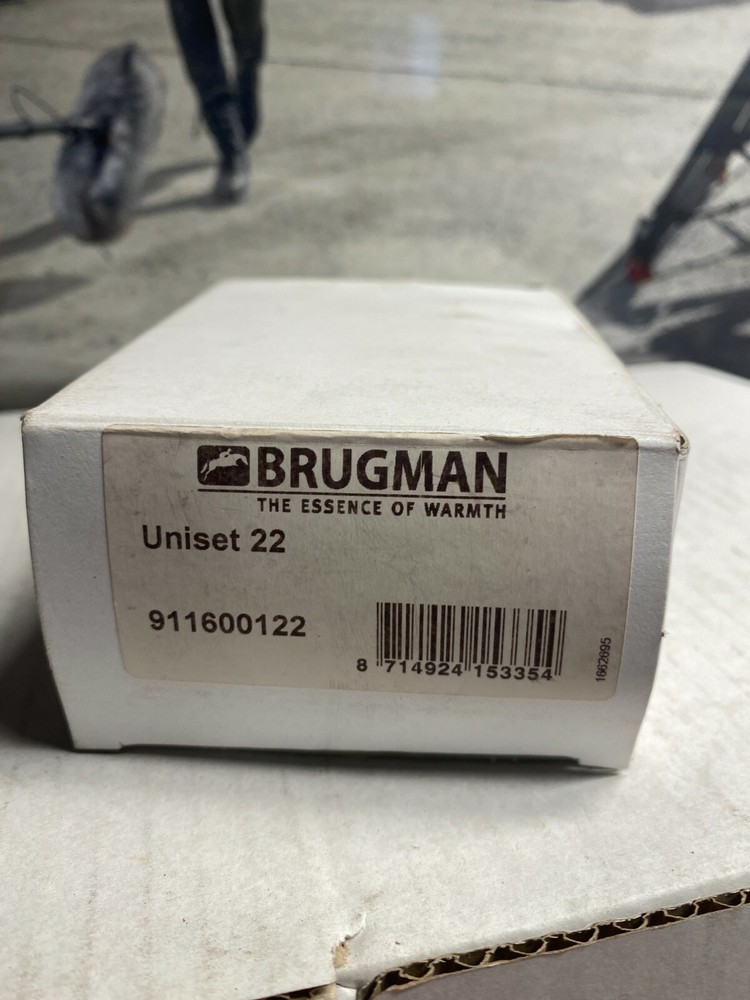 BRUGMAN
THE ESSENCE OF WARMTH
Uniset 22
911600122
8 714924 153354
1662695